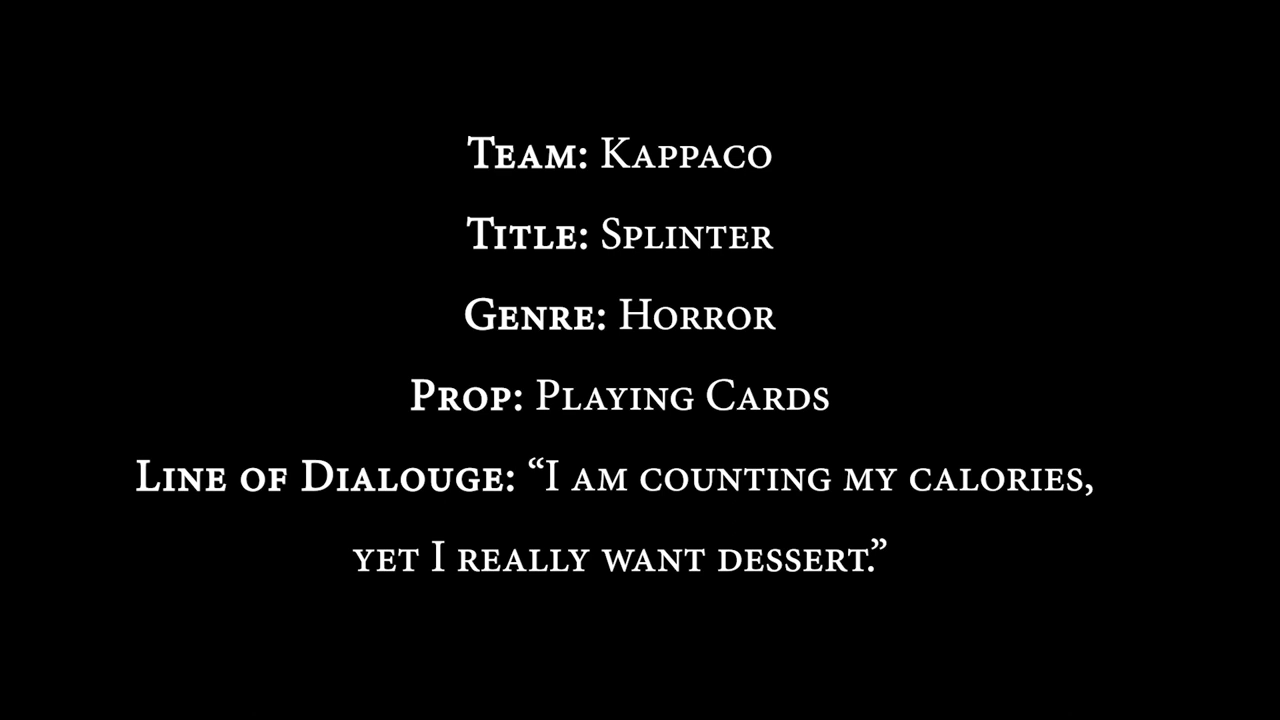 Team: Kappaco
Title: Splinter
Genre: Horror
Prop: Playing Cards
Line of Dialouge: “I am counting my calories,
yet I really want dessert.”